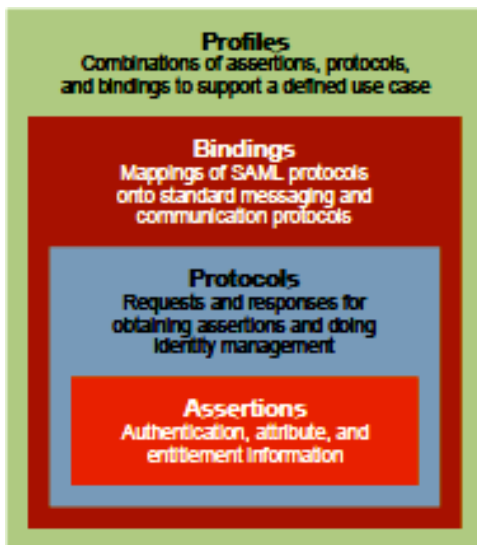 Profiles
Combinations of assertions, protocols,
and bindings to support a defined use case
Bindings
Mappings of SAML protocols
onto standard messaging and
communication protocols
Protocols
Requests and responses for
obtaining assertions and doing
identity management
Assertions
Authentication, attribute, and
entitlement information